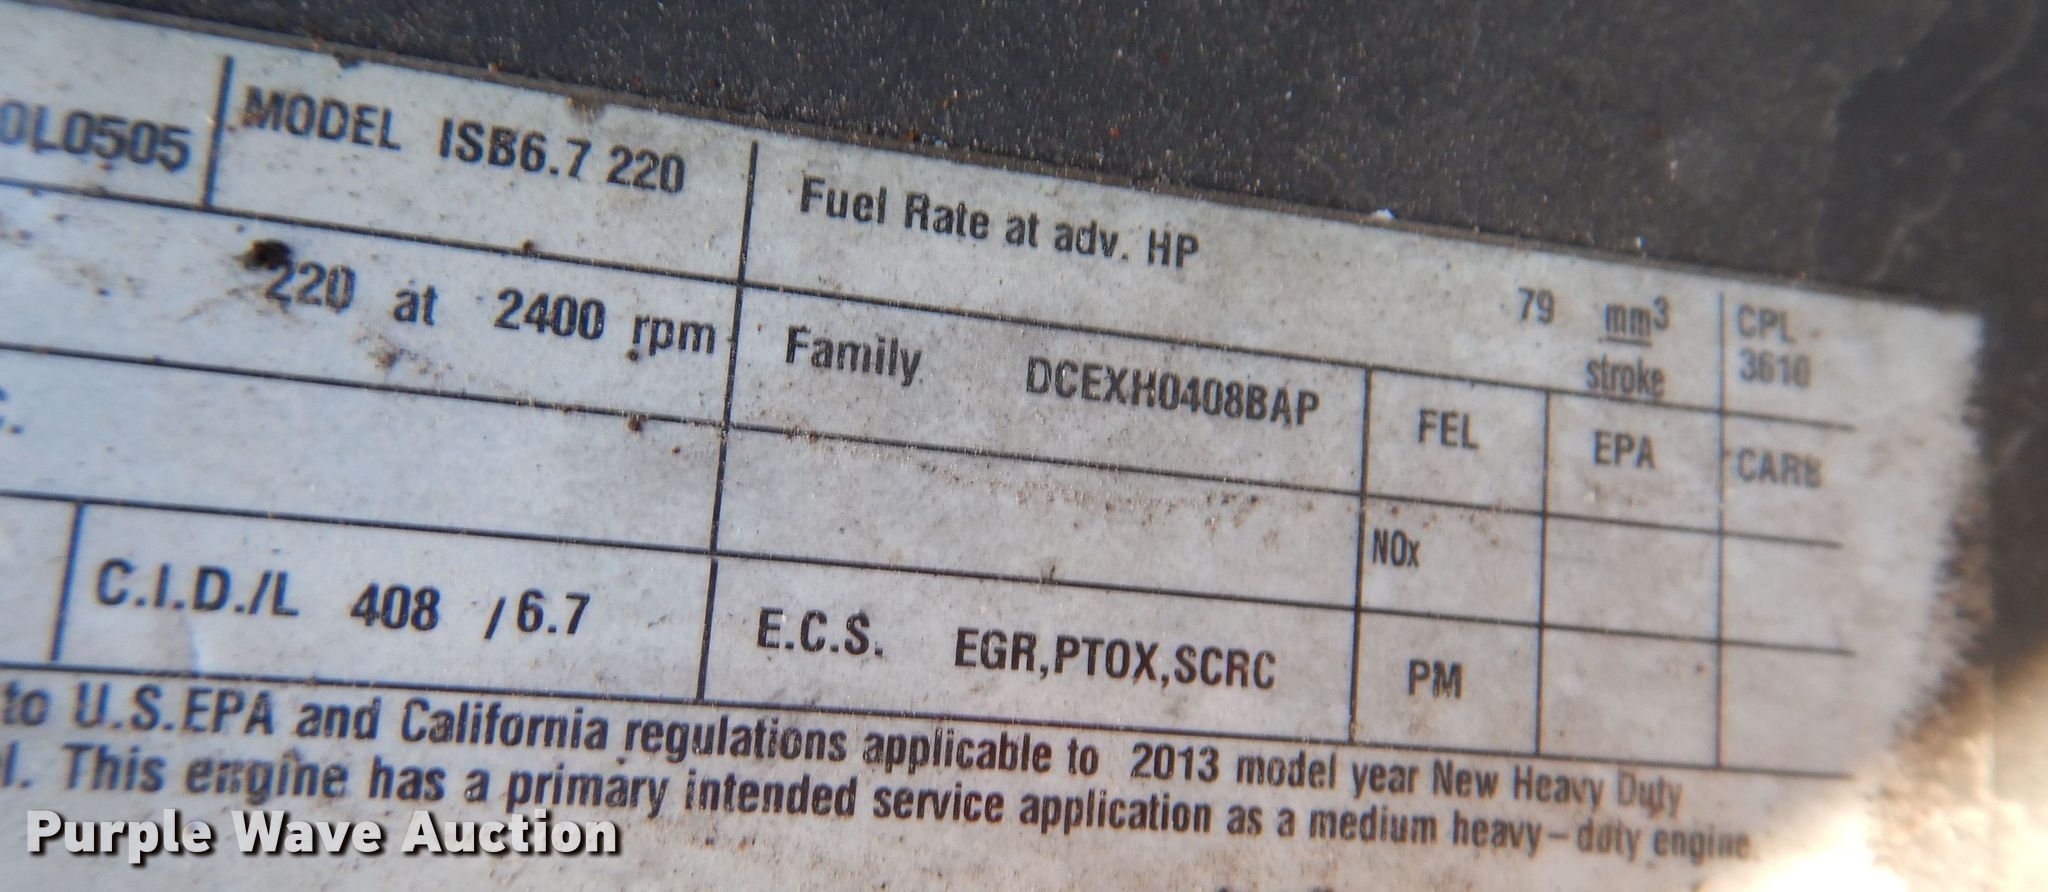 0L0505 MODEL ISB6.7 220 Fuel Rate at adv. HP 79 mm3 stroke CPL 3610
220 at 2400 rpm Family DCEXH0408BAP FEL EPA CARB
C. NOx
C.I.D./L 408 /6.7 E.C.S. EGR,PTOX,SCRC PM
to U.S.EPA and California regulations applicable to 2013 model year New Heavy Duty
l. This engine has a primary intended service application as a medium heavy-duty engine.
Purple Wave Auction